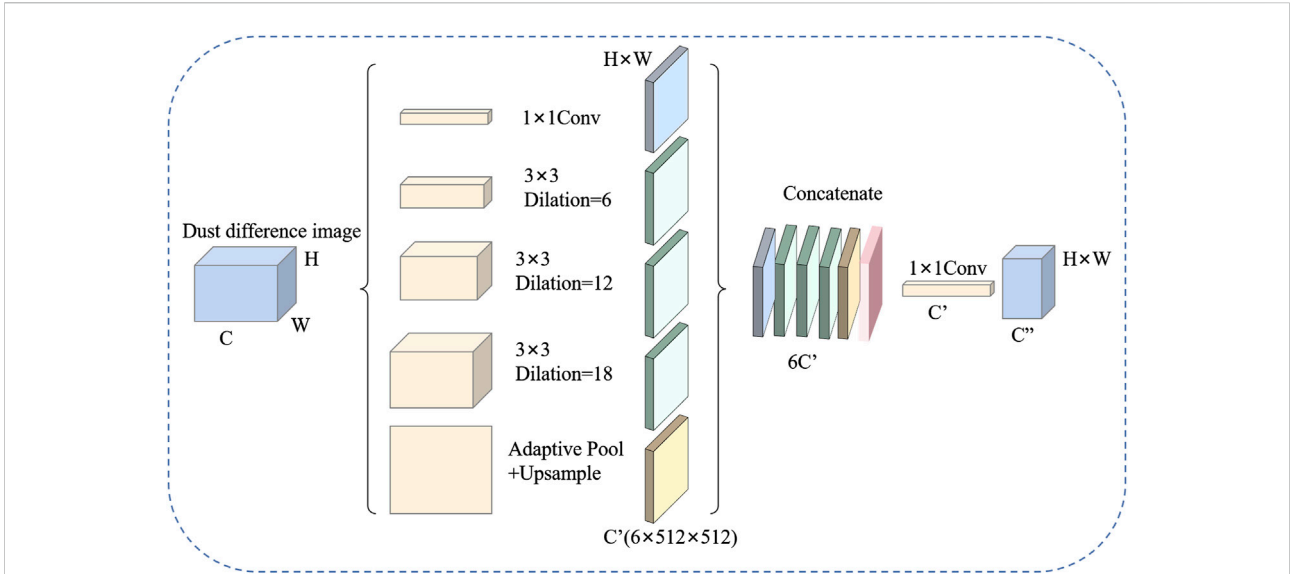 Dust difference image
H
W
C
1×1Conv
3×3
Dilation=6
3×3
Dilation=12
3×3
Dilation=18
Adaptive Pool
+Upsample
H×W
C’(6×512×512)
Concatenate
6C’
1×1Conv
C’
H×W
C”